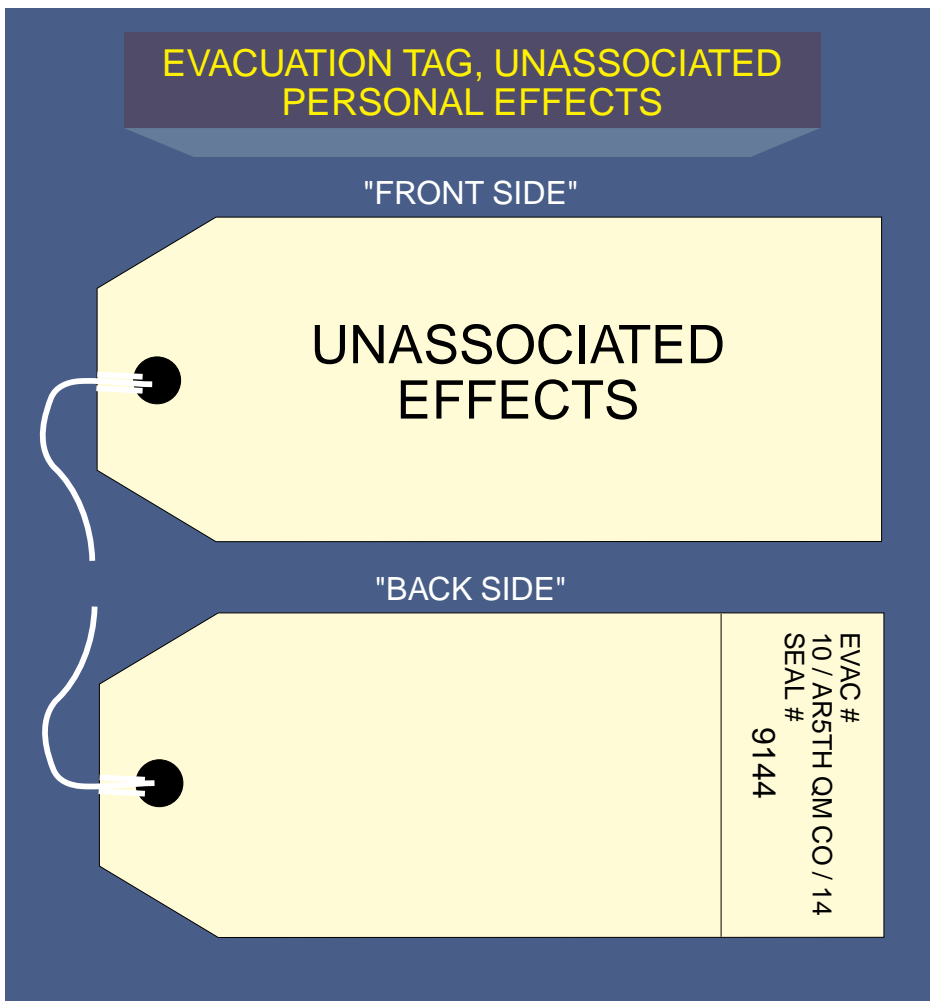 EVACUATION TAG, UNASSOCIATED
PERSONAL EFFECTS
"FRONT SIDE"
UNASSOCIATED
EFFECTS
"BACK SIDE"
EVAC #
10 / AR5TH QM CO / 14
SEAL #
9144